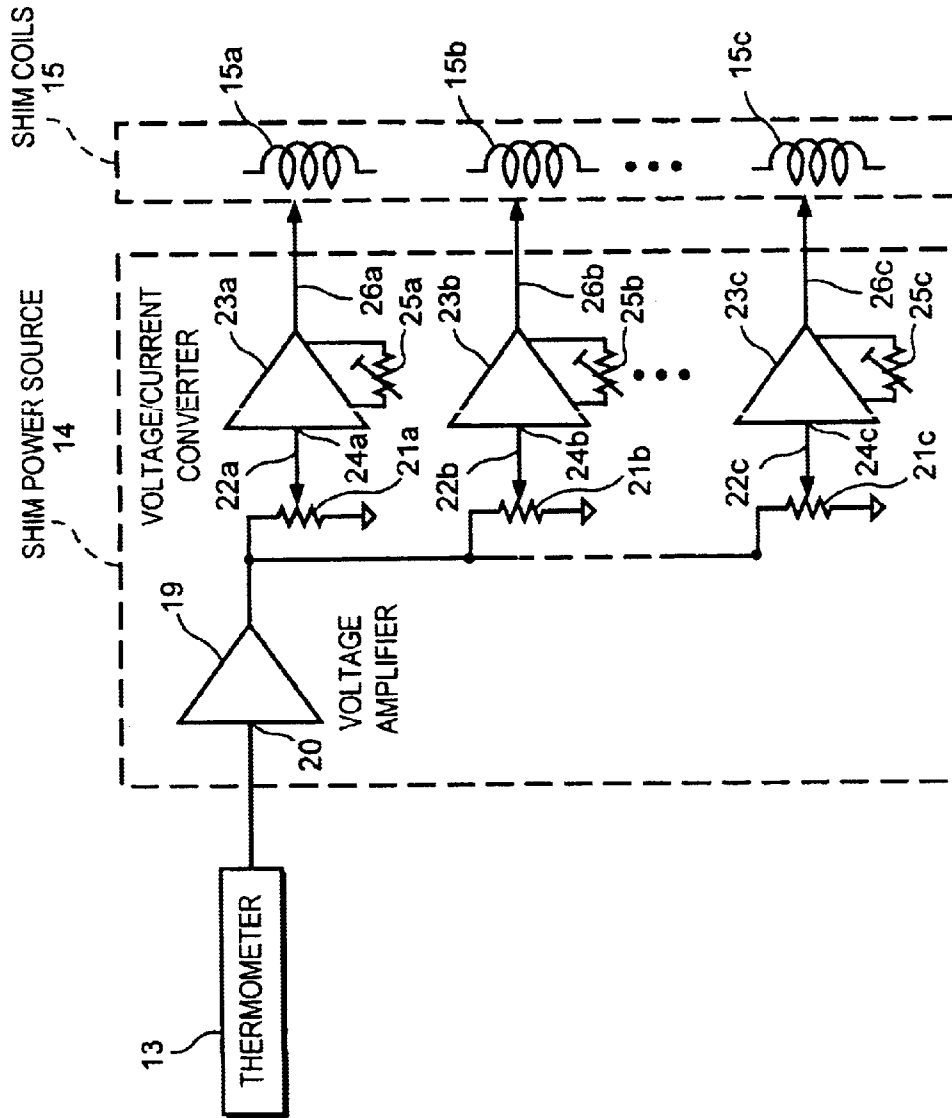 SHIM COILS
15
15a
15b
15c
SHIM POWER SOURCE
14
VOLTAGE/CURRENT
CONVERTER
23a
26a
25a
22a
24a
21a
23b
26b
25b
22b
24b
21b
23c
26c
25c
22c
24c
21c
19
20
VOLTAGE
AMPLIFIER
13
THERMOMETER